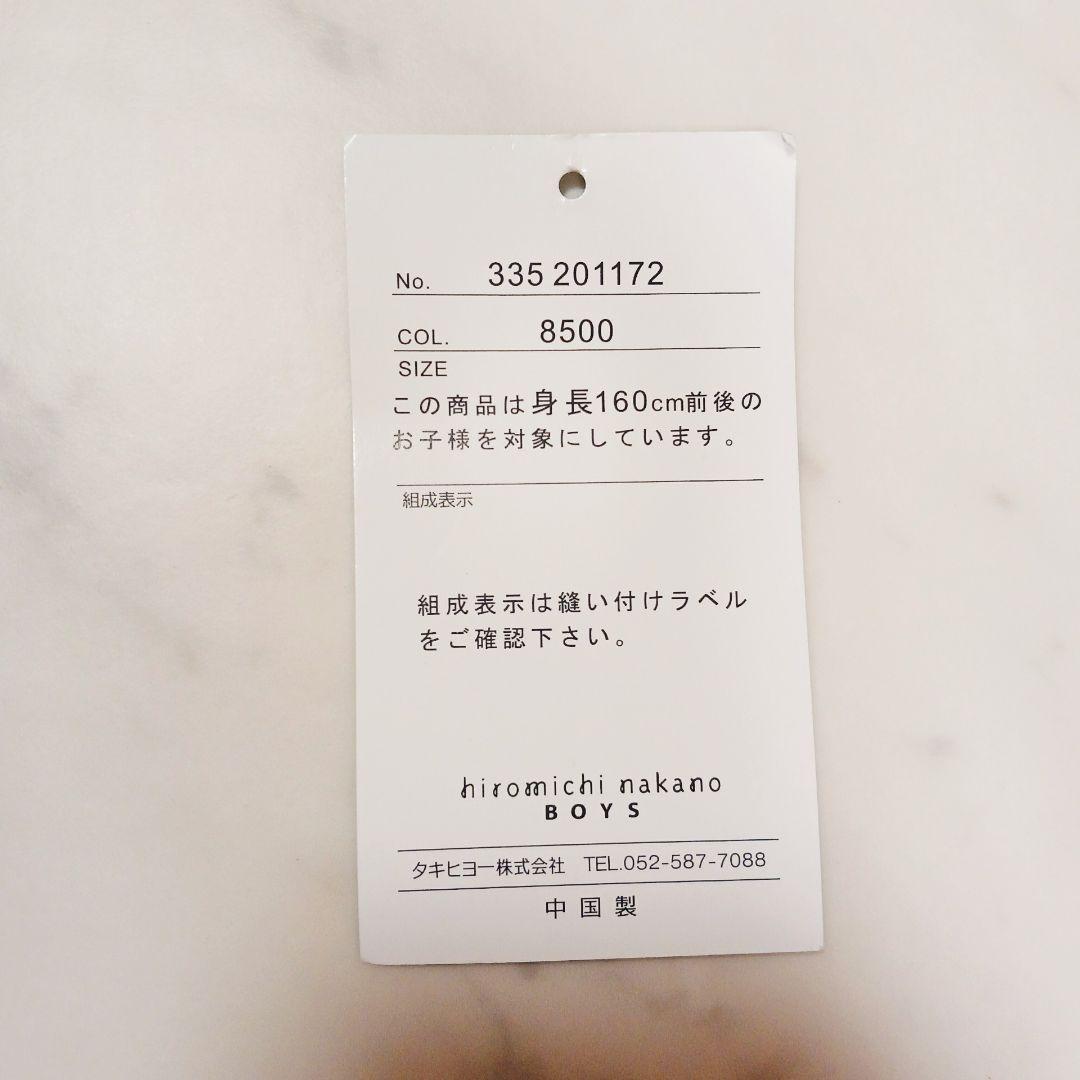 No. 335 201172
COL. 8500
SIZE
この商品は身長160cm前後の
お子様を対象にしています。
組成表示
組成表示は縫い付けラベル
をご確認下さい。
hiromichi nakano
BOYS
タキヒヨー株式会社 TEL.052-587-7088
中国製